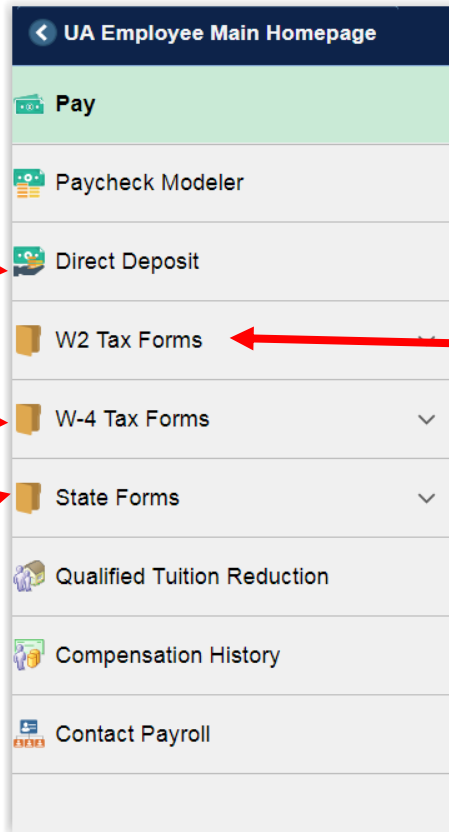 UA Employee Main Homepage
Pay
Paycheck Modeler
Direct Deposit
W2 Tax Forms
W-4 Tax Forms
State Forms
Qualified Tuition Reduction
Compensation History
Contact Payroll